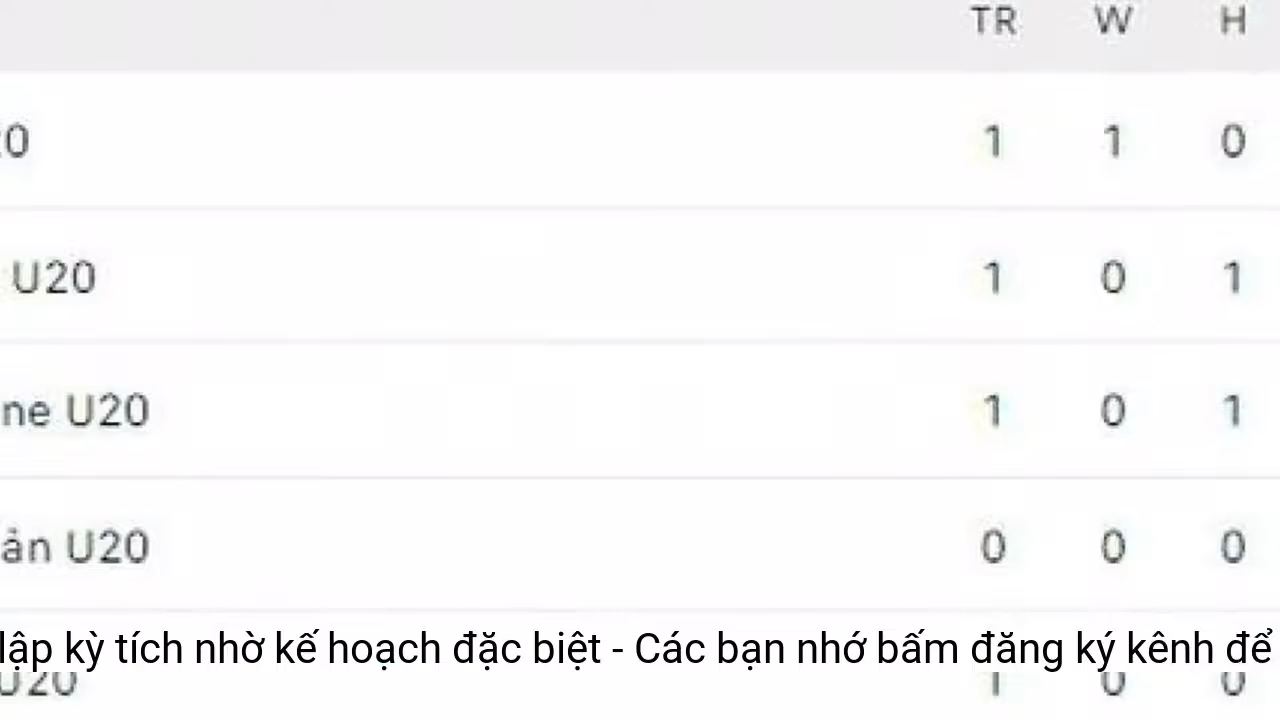 TR W H
20 1 1 0
U20 1 0 1
ne U20 1 0 1
ản U20 0 0 0
lập kỳ tích nhờ kế hoạch đặc biệt - Các bạn nhớ bấm đăng ký kênh để
U20 1 0 0